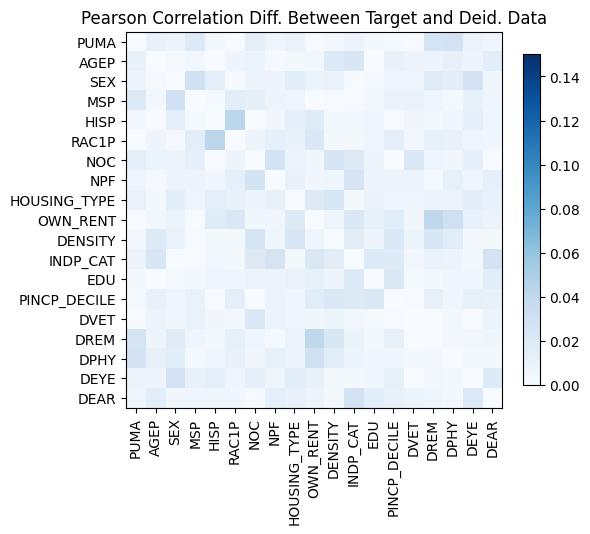 Pearson Correlation Diff. Between Target and Deid. Data
PUMA
AGEP
SEX
MSP
HISP
RAC1P
NOC
NPF
HOUSING_TYPE
OWN_RENT
DENSITY
INDP_CAT
EDU
PINCP_DECILE
DVET
DREM
DPHY
DEYE
DEAR
PUMA
AGEP
SEX
MSP
HISP
RAC1P
NOC
NPF
HOUSING_TYPE
OWN_RENT
DENSITY
INDP_CAT
EDU
PINCP_DECILE
DVET
DREM
DPHY
DEYE
DEAR
0.14
0.12
0.10
0.08
0.06
0.04
0.02
0.00